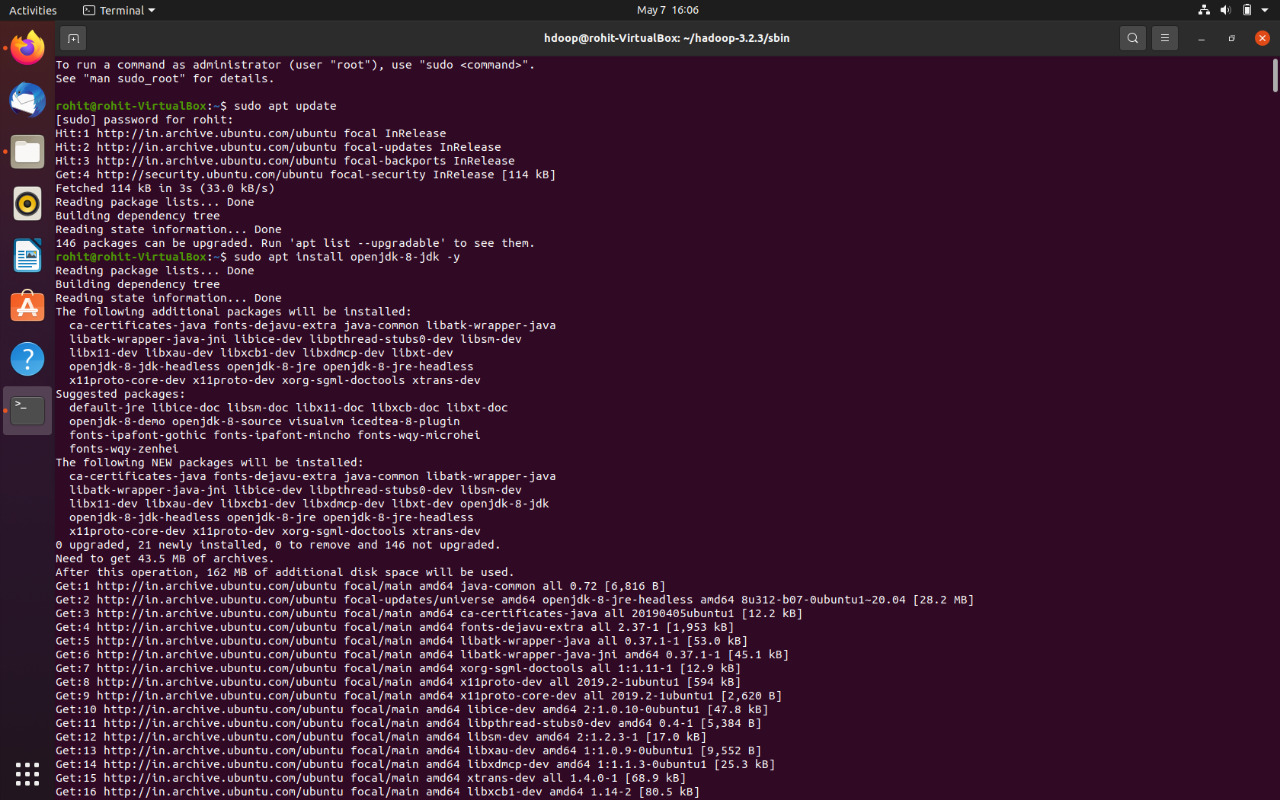 Activities
Terminal
May 7 16:06
hdoop@rohit-VirtualBox: ~/hadoop-3.2.3/sbin
To run a command as administrator (user "root"), use "sudo <command>".
See "man sudo_root" for details.
rohit@rohit-VirtualBox:~$ sudo apt update
[sudo] password for rohit:
Hit:1 http://in.archive.ubuntu.com/ubuntu focal InRelease
Hit:2 http://in.archive.ubuntu.com/ubuntu focal-updates InRelease
Hit:3 http://in.archive.ubuntu.com/ubuntu focal-backports InRelease
Get:4 http://security.ubuntu.com/ubuntu focal-security InRelease [114 kB]
Fetched 114 kB in 3s (33.0 kB/s)
Reading package lists... Done
Building dependency tree
Reading state information... Done
146 packages can be upgraded. Run 'apt list --upgradable' to see them.
rohit@rohit-VirtualBox:~$ sudo apt install openjdk-8-jdk -y
Reading package lists... Done
Building dependency tree
Reading state information... Done
The following additional packages will be installed:
ca-certificates-java fonts-dejavu-extra java-common libatk-wrapper-java
libatk-wrapper-java-jni libice-dev libpthread-stubs0-dev libsm-dev
libx11-dev libxau-dev libxcb1-dev libxdmcp-dev libxt-dev
openjdk-8-jdk-headless openjdk-8-jre openjdk-8-jre-headless
x11proto-core-dev x11proto-dev xorg-sgml-doctools xtrans-dev
Suggested packages:
default-jre libice-doc libsm-doc libx11-doc libxcb-doc libxt-doc
openjdk-8-demo openjdk-8-source visualvm icedtea-8-plugin
fonts-ipafont-gothic fonts-ipafont-mincho fonts-wqy-microhei
fonts-wqy-zenhei
The following NEW packages will be installed:
ca-certificates-java fonts-dejavu-extra java-common libatk-wrapper-java
libatk-wrapper-java-jni libice-dev libpthread-stubs0-dev libsm-dev
libx11-dev libxau-dev libxcb1-dev libxdmcp-dev libxt-dev openjdk-8-jdk
openjdk-8-jdk-headless openjdk-8-jre openjdk-8-jre-headless
x11proto-core-dev x11proto-dev xorg-sgml-doctools xtrans-dev
0 upgraded, 21 newly installed, 0 to remove and 146 not upgraded.
Need to get 43.5 MB of archives.
After this operation, 162 MB of additional disk space will be used.
Get:1 http://in.archive.ubuntu.com/ubuntu focal/main amd64 java-common all 0.72 [6,816 B]
Get:2 http://in.archive.ubuntu.com/ubuntu focal-updates/universe amd64 openjdk-8-jre-headless amd64 8u312-b07-0ubuntu1~20.04 [28.2 MB]
Get:3 http://in.archive.ubuntu.com/ubuntu focal/main amd64 ca-certificates-java all 20190405ubuntu1 [12.2 kB]
Get:4 http://in.archive.ubuntu.com/ubuntu focal/main amd64 fonts-dejavu-extra all 2.37-1 [1,953 kB]
Get:5 http://in.archive.ubuntu.com/ubuntu focal/main amd64 libatk-wrapper-java all 0.37.1-1 [53.0 kB]
Get:6 http://in.archive.ubuntu.com/ubuntu focal/main amd64 libatk-wrapper-java-jni amd64 0.37.1-1 [45.1 kB]
Get:7 http://in.archive.ubuntu.com/ubuntu focal/main amd64 xorg-sgml-doctools all 1:1.11-1 [12.9 kB]
Get:8 http://in.archive.ubuntu.com/ubuntu focal/main amd64 x11proto-dev all 2019.2-1ubuntu1 [594 kB]
Get:9 http://in.archive.ubuntu.com/ubuntu focal/main amd64 x11proto-core-dev all 2019.2-1ubuntu1 [2,620 B]
Get:10 http://in.archive.ubuntu.com/ubuntu focal/main amd64 libice-dev amd64 2:1.0.10-0ubuntu1 [47.8 kB]
Get:11 http://in.archive.ubuntu.com/ubuntu focal/main amd64 libpthread-stubs0-dev amd64 0.4-1 [5,384 B]
Get:12 http://in.archive.ubuntu.com/ubuntu focal/main amd64 libsm-dev amd64 2:1.2.3-1 [17.0 kB]
Get:13 http://in.archive.ubuntu.com/ubuntu focal/main amd64 libxau-dev amd64 1:1.0.9-0ubuntu1 [9,552 B]
Get:14 http://in.archive.ubuntu.com/ubuntu focal/main amd64 libxdmcp-dev amd64 1:1.1.3-0ubuntu1 [25.3 kB]
Get:15 http://in.archive.ubuntu.com/ubuntu focal/main amd64 xtrans-dev all 1.4.0-1 [68.9 kB]
Get:16 http://in.archive.ubuntu.com/ubuntu focal/main amd64 libxcb1-dev amd64 1.14-2 [80.5 kB]